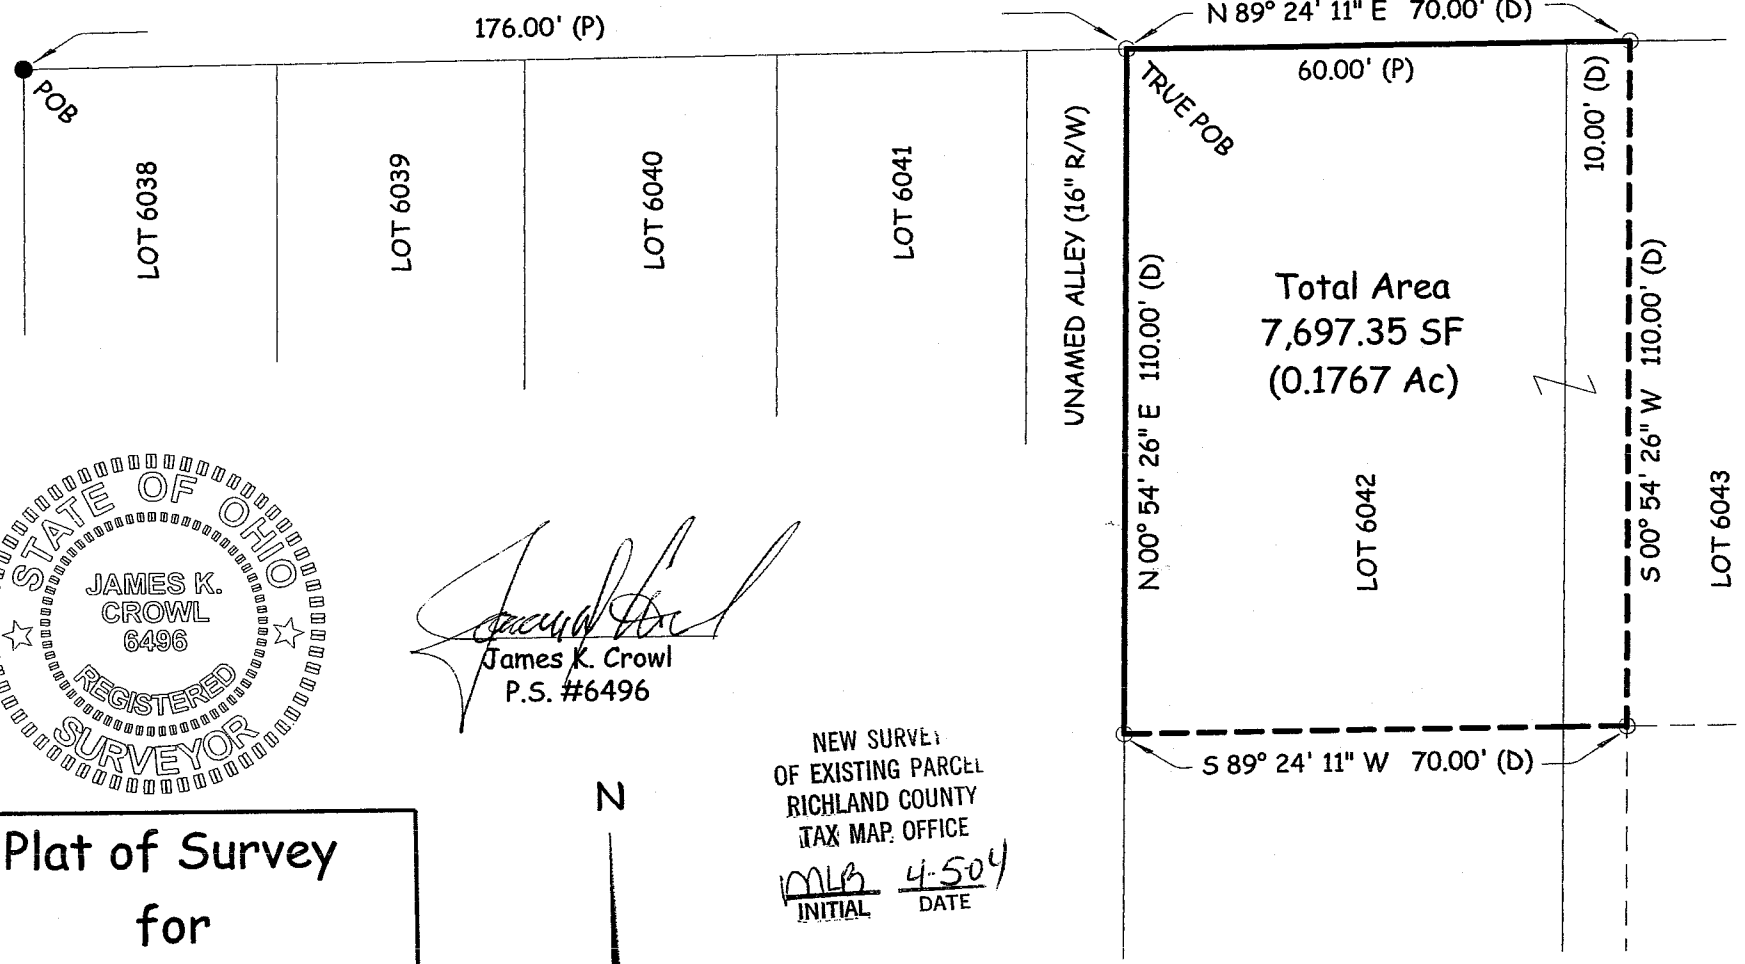 176.00' (P)
N 89° 24' 11" E 70.00' (D)
POB
TRUE POB
60.00' (P)
10.00' (D)
LOT 6038
LOT 6039
LOT 6040
LOT 6041
UNAMED ALLEY (16" R/W)
N 00° 54' 26" E 110.00' (D)
Total Area
7,697.35 SF
(0.1767 Ac)
LOT 6042
S 00° 54' 26" W 110.00' (D)
LOT 6043
S 89° 24' 11" W 70.00' (D)
STATE OF OHIO
JAMES K.
CROWL
6496
REGISTERED
SURVEYOR
James K. Crowl
P.S. #6496
NEW SURVEY
OF EXISTING PARCEL
RICHLAND COUNTY
TAX MAP OFFICE
MLB 4-5-04
INITIAL DATE
N
Plat of Survey
for